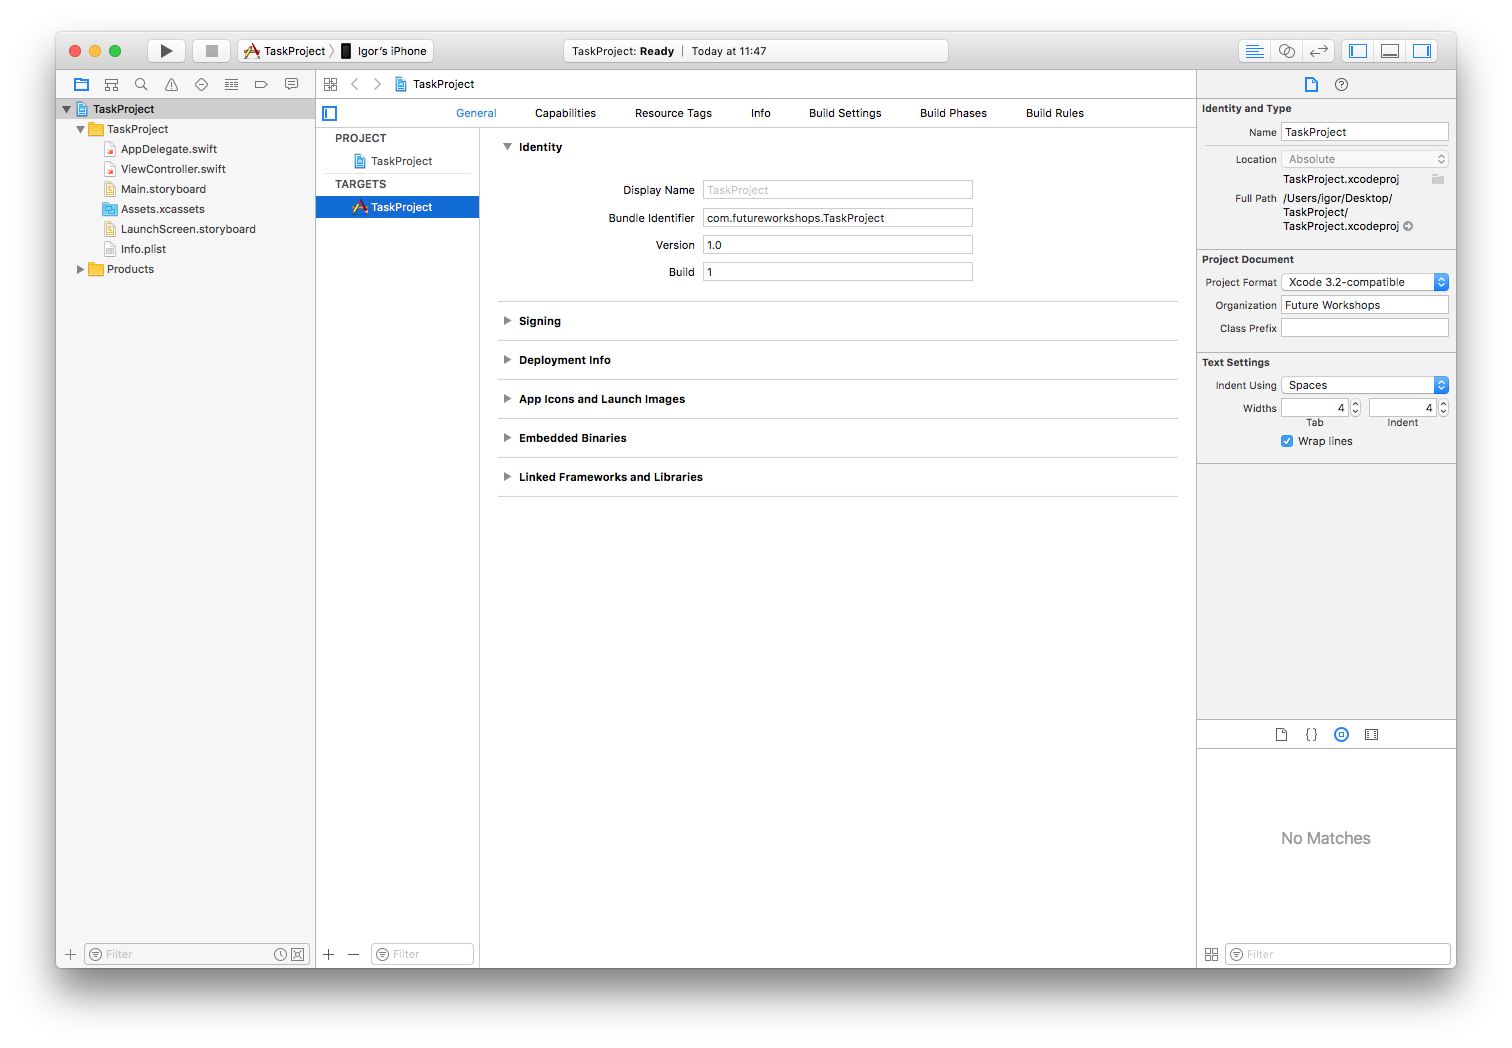 TaskProject Igor's iPhone
TaskProject: Ready | Today at 11:47
TaskProject
TaskProject
AppDelegate.swift
ViewController.swift
Main.storyboard
Assets.xcassets
LaunchScreen.storyboard
Info.plist
Products
Filter
TaskProject
General Capabilities Resource Tags Info Build Settings Build Phases Build Rules
PROJECT
TaskProject
TARGETS
TaskProject
Filter
Identity
Display Name TaskProject
Bundle Identifier com.futureworkshops.TaskProject
Version 1.0
Build 1
Signing
Deployment Info
App Icons and Launch Images
Embedded Binaries
Linked Frameworks and Libraries
Identity and Type
Name TaskProject
Location Absolute
TaskProject.xcodeproj
Full Path /Users/igor/Desktop/
TaskProject/
TaskProject.xcodeproj
Project Document
Project Format Xcode 3.2-compatible
Organization Future Workshops
Class Prefix
Text Settings
Indent Using Spaces
Widths 4 4
Tab Indent
Wrap lines
{ }
No Matches
Filter